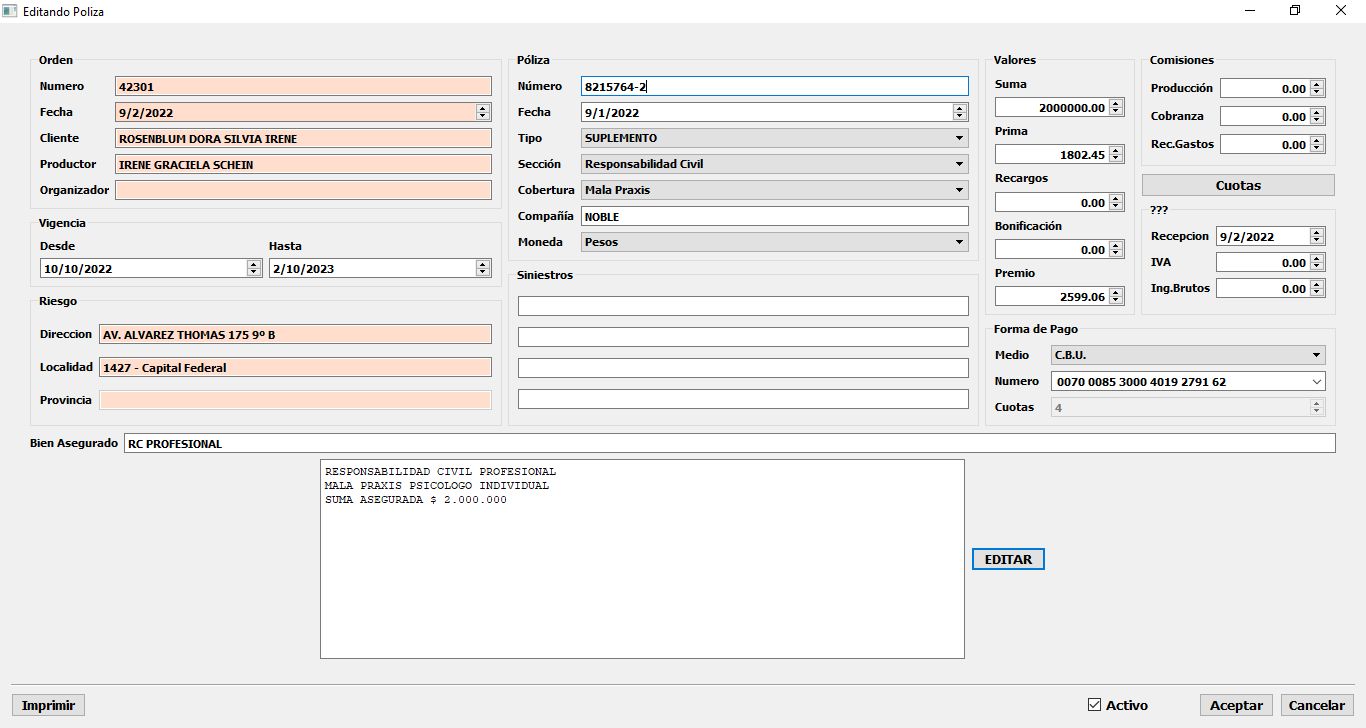 Editando Poliza
Orden
Numero 42301
Fecha 9/2/2022
Cliente ROSENBLUM DORA SILVIA IRENE
Productor IRENE GRACIELA SCHEIN
Organizador
Vigencia
Desde Hasta
10/10/2022 2/10/2023
Riesgo
Direccion AV. ALVAREZ THOMAS 175 9º B
Localidad 1427 - Capital Federal
Provincia
Póliza
Número 8215764-2
Fecha 9/1/2022
Tipo SUPLEMENTO
Sección Responsabilidad Civil
Cobertura Mala Praxis
Compañía NOBLE
Moneda Pesos
Siniestros
Valores
Suma
2000000.00
Prima
1802.45
Recargos
0.00
Bonificación
0.00
Premio
2599.06
Comisiones
Producción 0.00
Cobranza 0.00
Rec.Gastos 0.00
Cuotas
???
Recepcion 9/2/2022
IVA 0.00
Ing.Brutos 0.00
Forma de Pago
Medio C.B.U.
Numero 0070 0085 3000 4019 2791 62
Cuotas 4
Bien Asegurado RC PROFESIONAL
RESPONSABILIDAD CIVIL PROFESIONAL
MALA PRAXIS PSICOLOGO INDIVIDUAL
SUMA ASEGURADA $ 2.000.000
EDITAR
Imprimir Activo Aceptar Cancelar